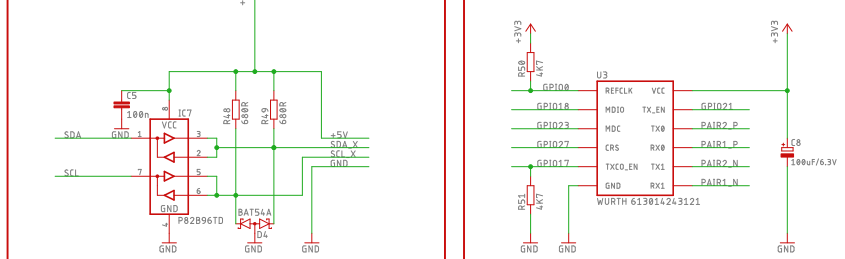 +
C5
100n
GND
IC7
8
VCC
R48
680R
R49
680R
SDA
1
3
2
SCL
7
5
6
GND
P82B96TD
4
GND
+5V
SDA_X
SCL_X
GND
BAT54A
D4
GND
GND
+3V3
R50
4K7
GPIO0
GPIO18
GPIO23
GPIO27
GPIO17
R51
4K7
GND
GND
U3
REFCLK
VCC
MDIO
TX_EN
MDC
TX0
CRS
RX0
TXCO_EN
TX1
GND
RX1
WURTH 613014243121
GPIO21
PAIR2_P
PAIR1_P
PAIR2_N
PAIR1_N
+3V3
C8
+
100uF/6.3V
GND